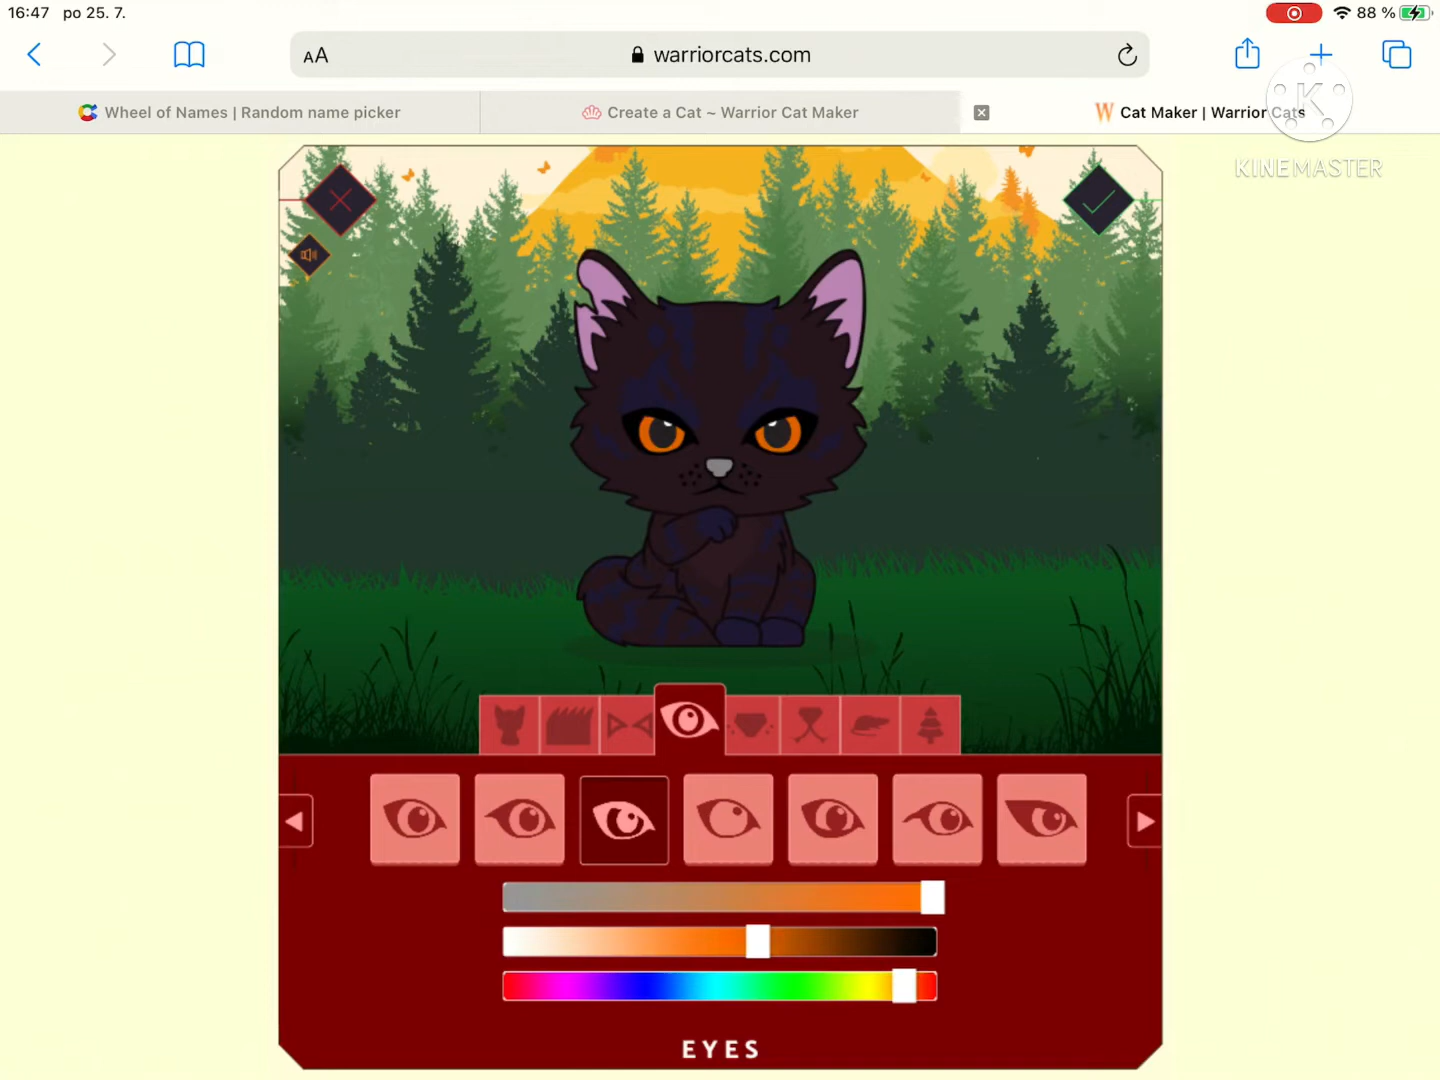 16:47 po 25. 7.
88 %
AA
warriorcats.com
Wheel of Names | Random name picker
Create a Cat ~ Warrior Cat Maker
Cat Maker | Warrior Cats
K
KINEMASTER
EYES